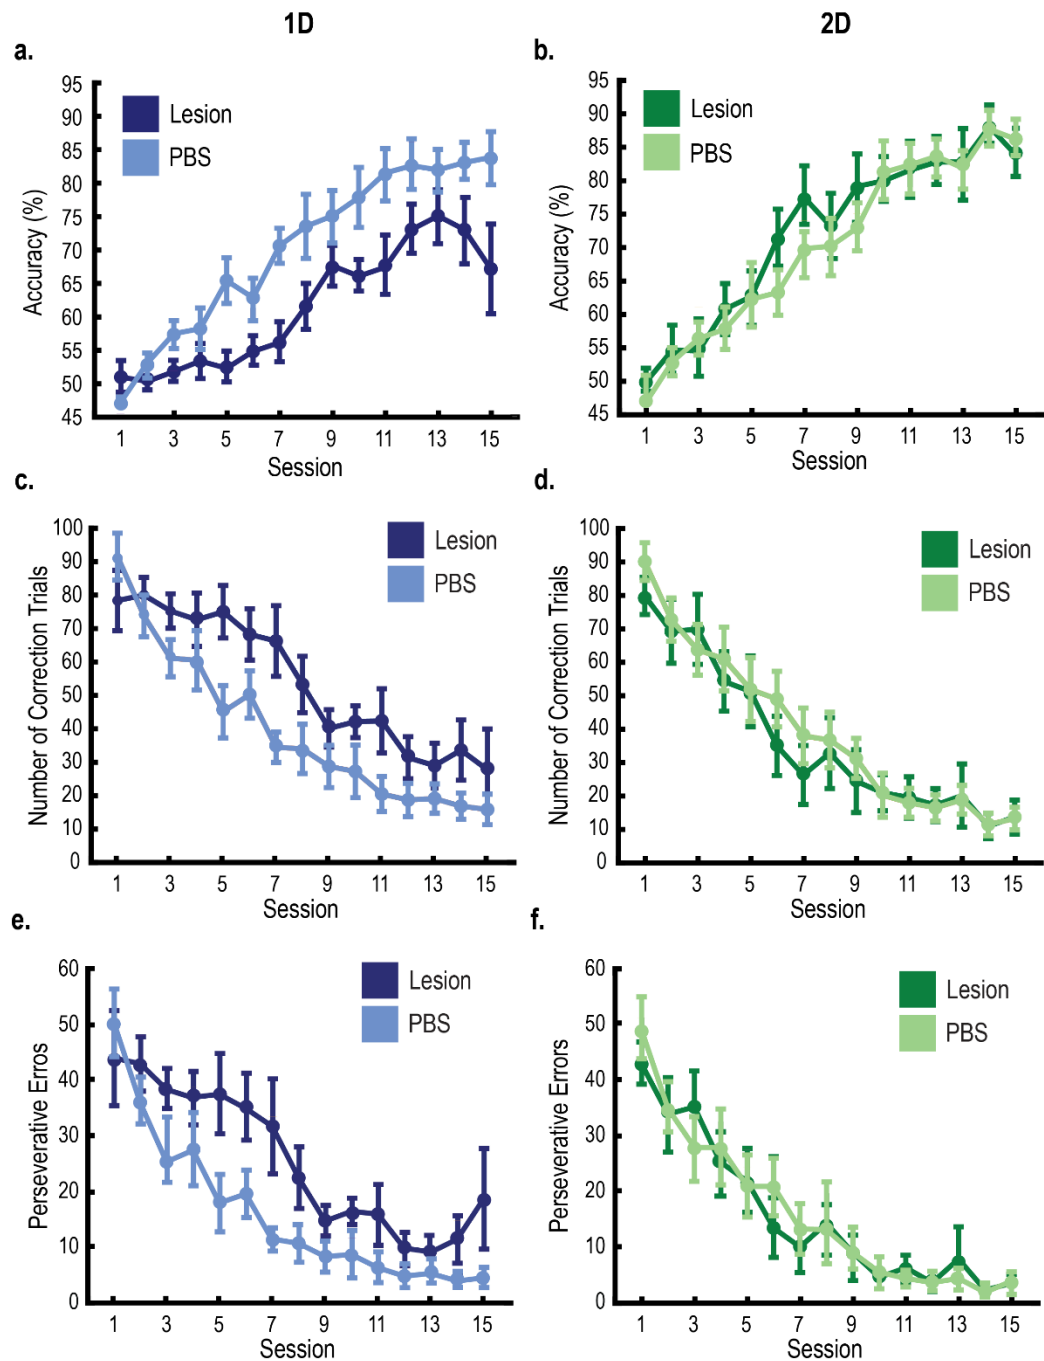 1D
2D
a.
b.
95
90
85
80
75
70
65
60
55
50
45
Accuracy (%)
Lesion
PBS
1 3 5 7 9 11 13 15
Session
95
90
85
80
75
70
65
60
55
50
45
Accuracy (%)
Lesion
PBS
1 3 5 7 9 11 13 15
Session
c.
d.
100
90
80
70
60
50
40
30
20
10
0
Number of Correction Trials
Lesion
PBS
1 3 5 7 9 11 13 15
Session
100
90
80
70
60
50
40
30
20
10
0
Number of Correction Trials
Lesion
PBS
1 3 5 7 9 11 13 15
Session
e.
f.
60
50
40
30
20
10
0
Perseverative Erros
Lesion
PBS
1 3 5 7 9 11 13 15
Session
60
50
40
30
20
10
0
Perseverative Errors
Lesion
PBS
1 3 5 7 9 11 13 15
Session